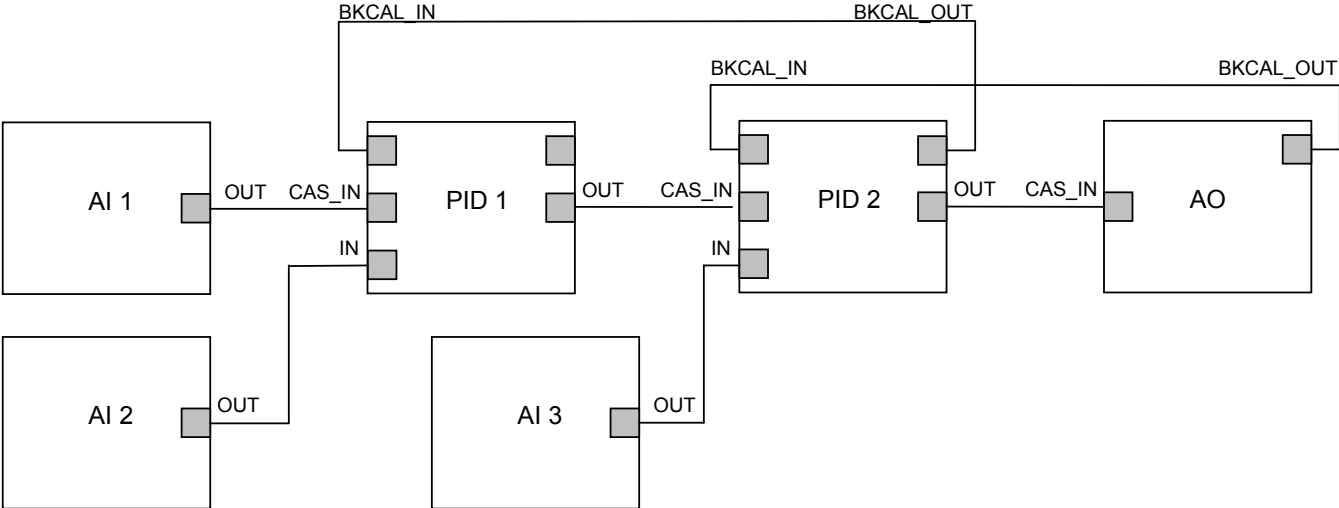 BKCAL_IN
BKCAL_OUT
BKCAL_IN
BKCAL_OUT
AI 1
OUT
CAS_IN
PID 1
OUT
CAS_IN
PID 2
OUT
CAS_IN
AO
IN
IN
AI 2
OUT
AI 3
OUT